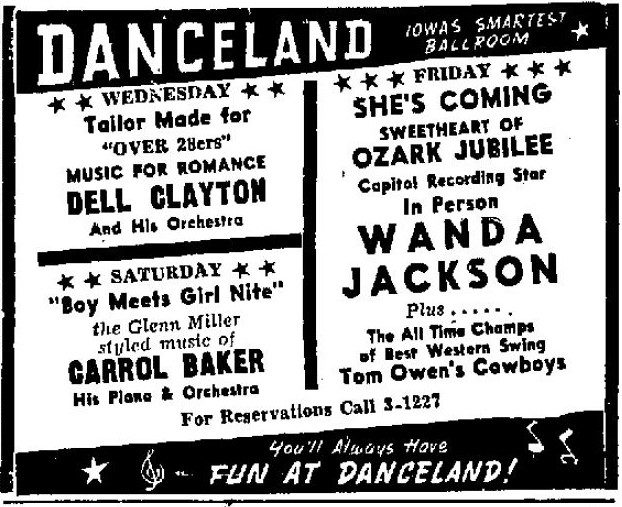 DANCELAND
IOWAS SMARTEST
BALLROOM
WEDNESDAY
Tailor Made for
"OVER 28ers"
MUSIC FOR ROMANCE
DELL CLAYTON
And His Orchestra
SATURDAY
"Boy Meets Girl Nite"
the Glenn Miller
styled music of
CARROL BAKER
His Piano & Orchestra
FRIDAY
SHE'S COMING
SWEETHEART OF
OZARK JUBILEE
Capitol Recording Star
In Person
WANDA
JACKSON
Plus ......
The All Time Champs
of Best Western Swing
Tom Owen's Cowboys
For Reservations Call 3-1227
You'll Always Have
FUN AT DANCELAND!